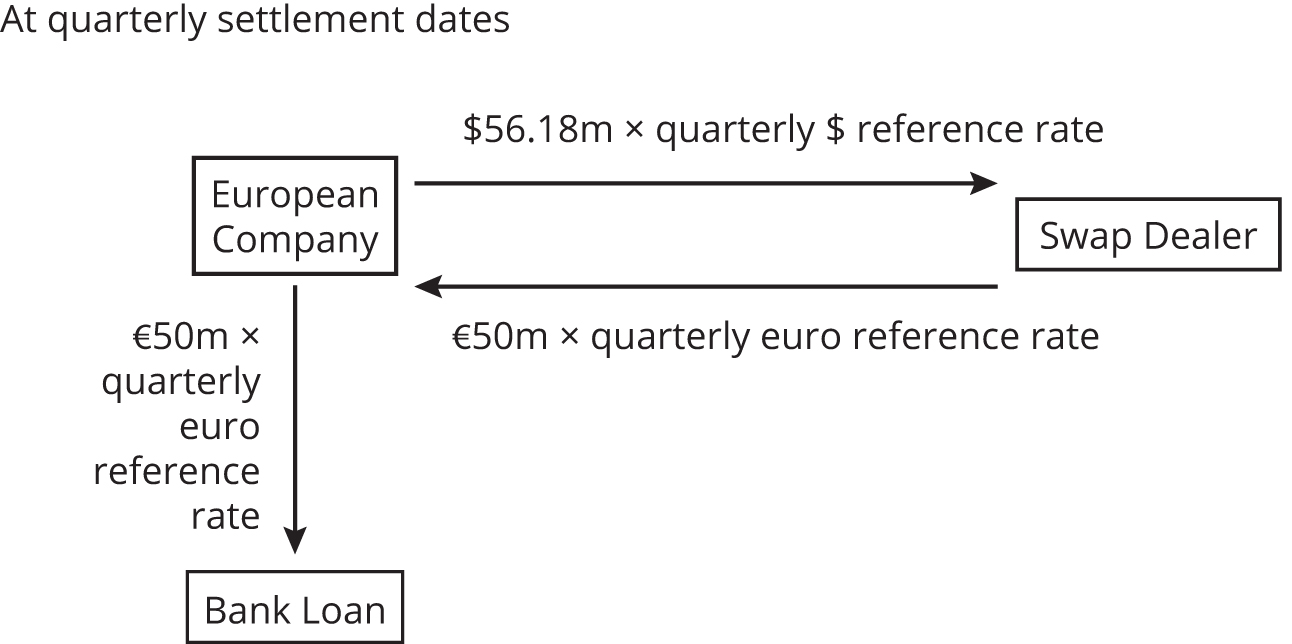 At quarterly settlement dates
$56.18m × quarterly $ reference rate
European
Company
Swap Dealer
€50m × quarterly euro reference rate
€50m ×
quarterly
euro
reference
rate
Bank Loan